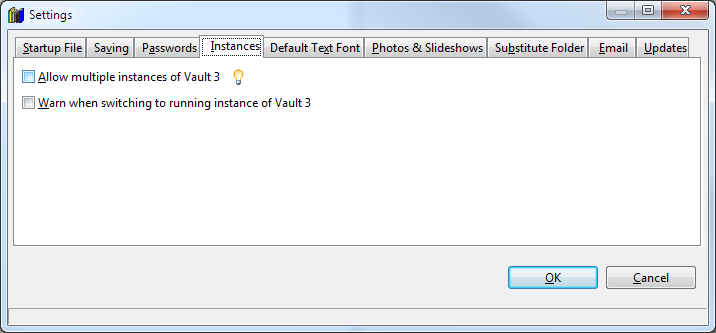 Settings
Startup File Saving Passwords Instances Default Text Font Photos & Slideshows Substitute Folder Email Updates
Allow multiple instances of Vault 3
Warn when switching to running instance of Vault 3
OK Cancel